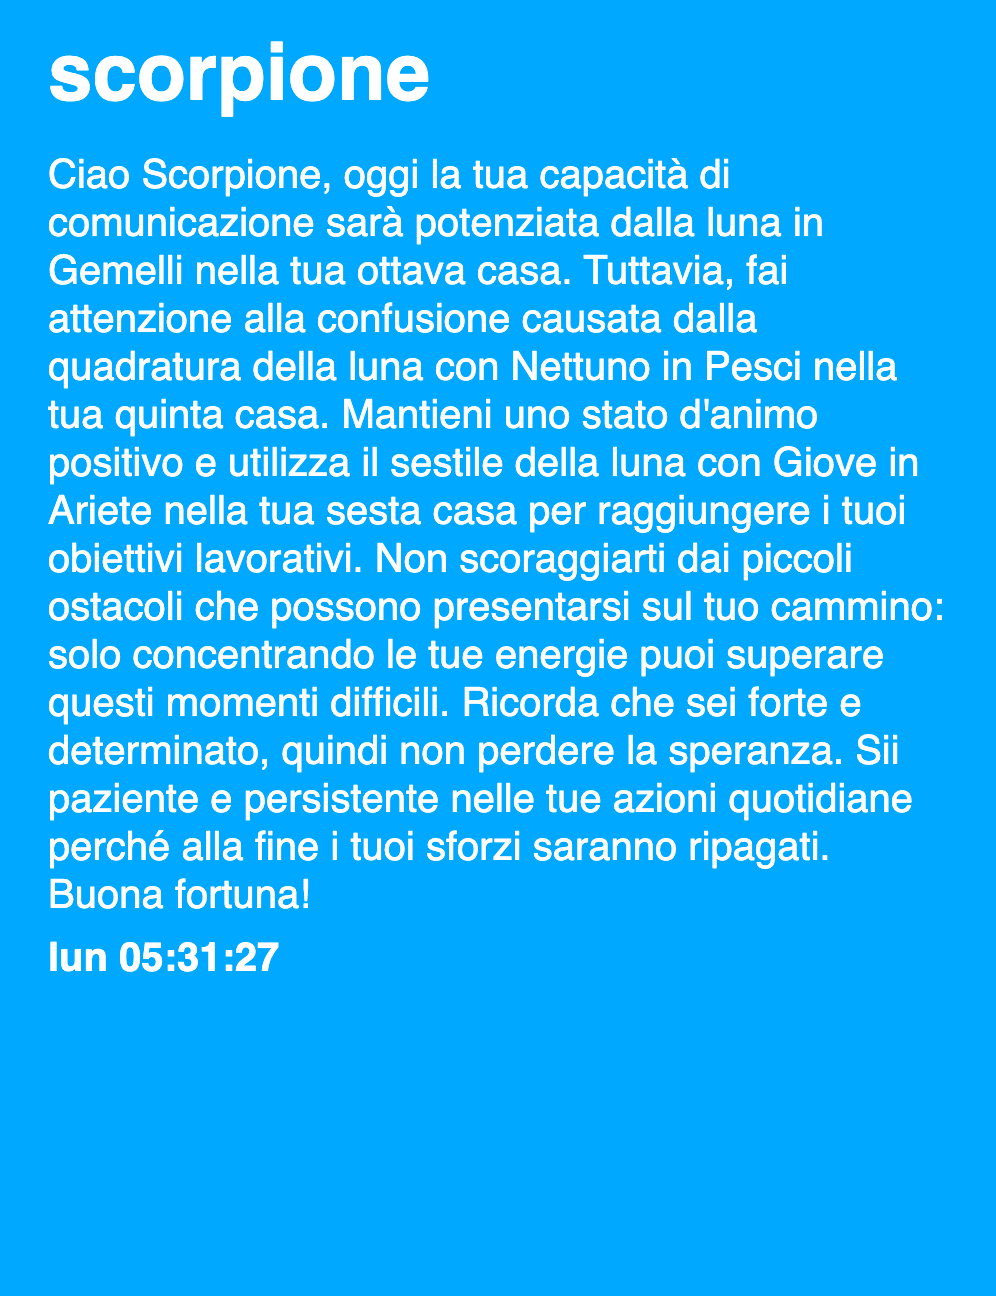 scorpione
Ciao Scorpione, oggi la tua capacità di
comunicazione sarà potenziata dalla luna in
Gemelli nella tua ottava casa. Tuttavia, fai
attenzione alla confusione causata dalla
quadratura della luna con Nettuno in Pesci nella
tua quinta casa. Mantieni uno stato d'animo
positivo e utilizza il sestile della luna con Giove in
Ariete nella tua sesta casa per raggiungere i tuoi
obiettivi lavorativi. Non scoraggiarti dai piccoli
ostacoli che possono presentarsi sul tuo cammino:
solo concentrando le tue energie puoi superare
questi momenti difficili. Ricorda che sei forte e
determinato, quindi non perdere la speranza. Sii
paziente e persistente nelle tue azioni quotidiane
perché alla fine i tuoi sforzi saranno ripagati.
Buona fortuna!
lun 05:31:27